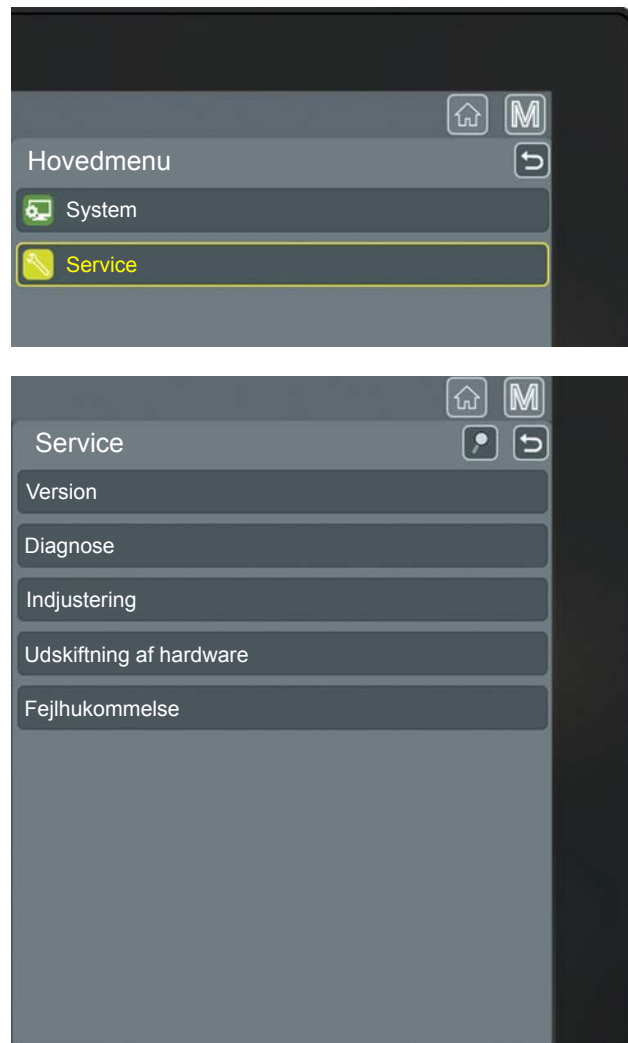 M
Hovedmenu
System
Service
M
Service
Version
Diagnose
Indjustering
Udskiftning af hardware
Fejlhukommelse